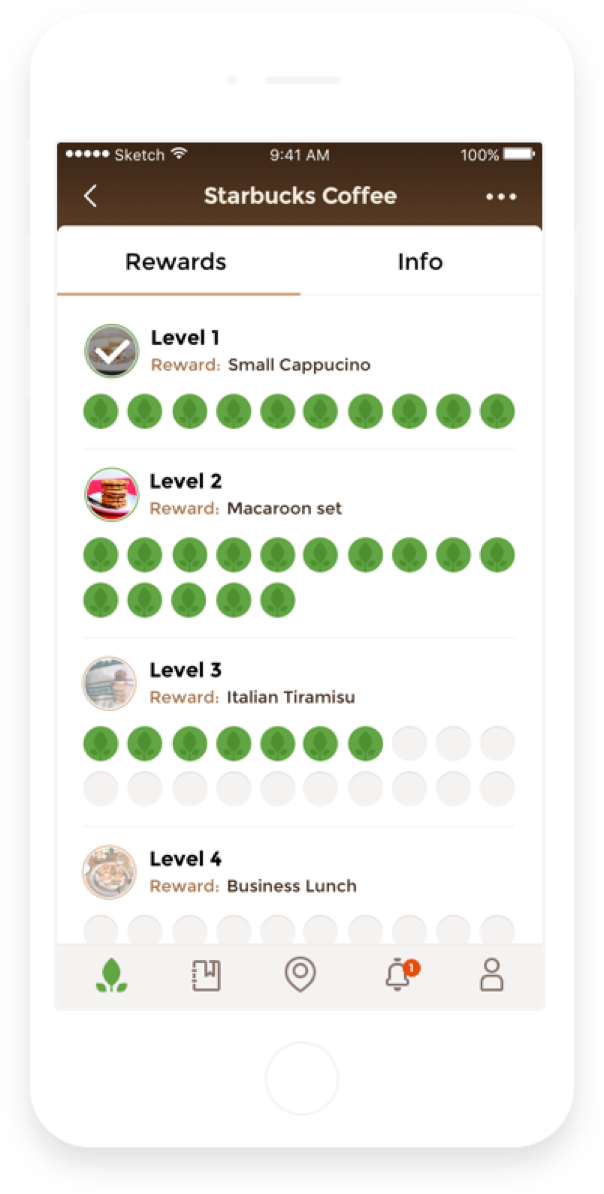 Sketch 9:41 AM 100%
Starbucks Coffee
Rewards Info
Level 1
Reward: Small Cappucino
Level 2
Reward: Macaroon set
Level 3
Reward: Italian Tiramisu
Level 4
Reward: Business Lunch
1